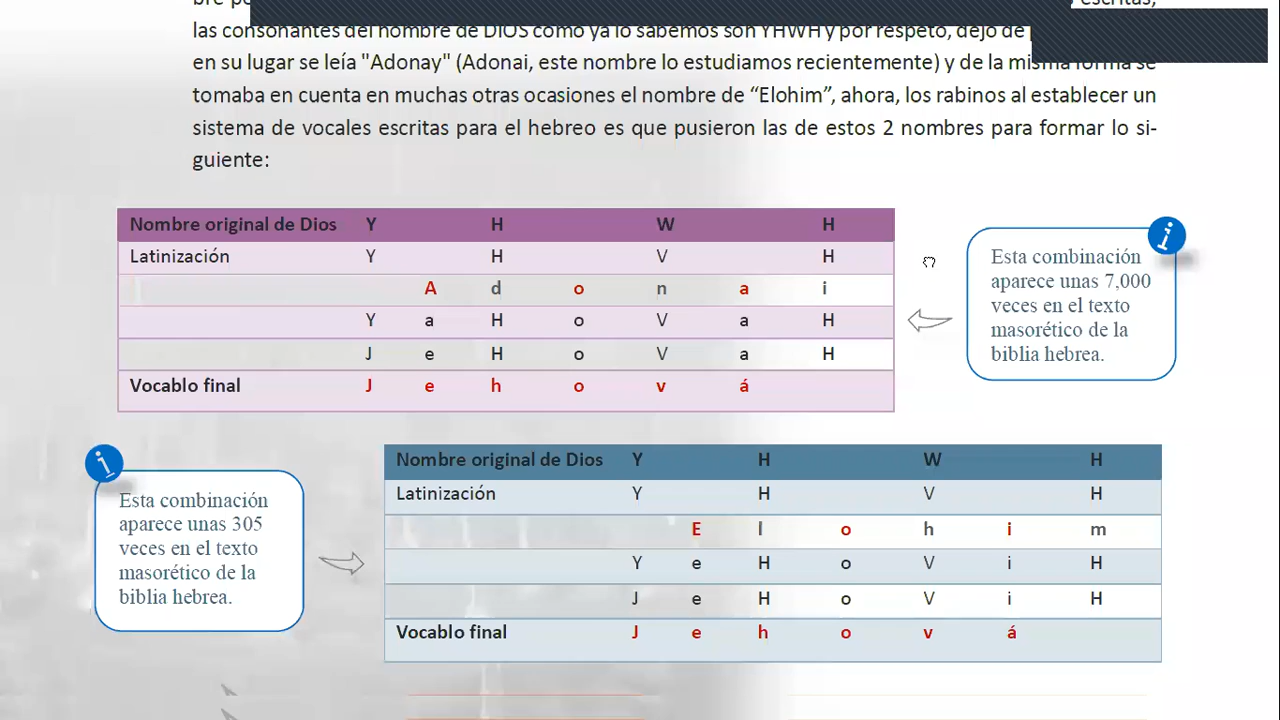 las consonantes del nombre de DIOS como ya lo sabemos son YHWH y por respeto, dejo de
en su lugar se leía "Adonay" (Adonai, este nombre lo estudiamos recientemente) y de la misma forma se
tomaba en cuenta en muchas otras ocasiones el nombre de “Elohim”, ahora, los rabinos al establecer un
sistema de vocales escritas para el hebreo es que pusieron las de estos 2 nombres para formar lo si-
guiente:
Nombre original de Dios Y H W H
Latinización Y H V H
A d o n a i
Y a H o V a H
J e H o V a H
Vocablo final J e h o v á
Esta combinación
aparece unas 7,000
veces en el texto
masorético de la
biblia hebrea.
Esta combinación
aparece unas 305
veces en el texto
masorético de la
biblia hebrea.
Nombre original de Dios Y H W H
Latinización Y H V H
E l o h i m
Y e H o V i H
J e H o V i H
Vocablo final J e h o v á